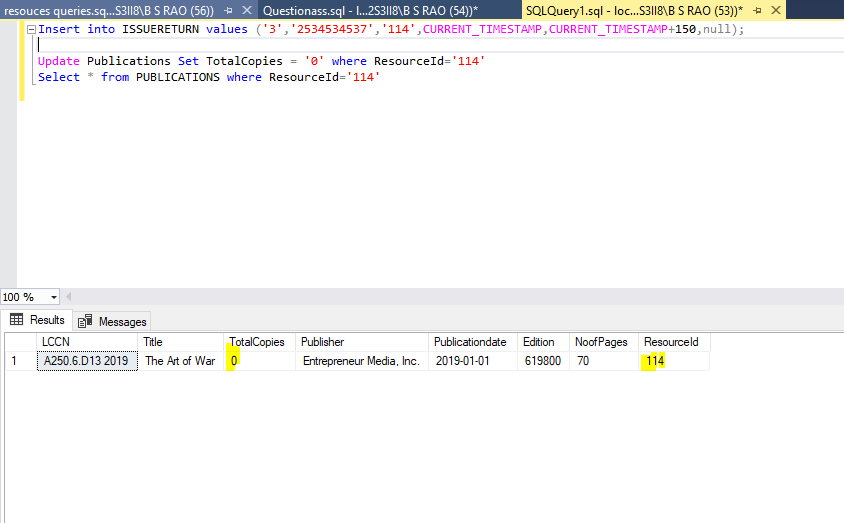 resouces queries.sq...S3II8\B S RAO (56))
Questionass.sql - I...2S3II8\B S RAO (54))*
SQLQuery1.sql - loc...S3II8\B S RAO (53))*
Insert into ISSUERETURN values ('3','2534534537','114',CURRENT_TIMESTAMP,CURRENT_TIMESTAMP+150,null);
Update Publications Set TotalCopies = '0' where ResourceId='114'
Select * from PUBLICATIONS where ResourceId='114'
100 %
Results Messages
LCCN Title TotalCopies Publisher Publicationdate Edition NoofPages ResourceId
1 A250.6.D13 2019 The Art of War 0 Entrepreneur Media, Inc. 2019-01-01 619800 70 114